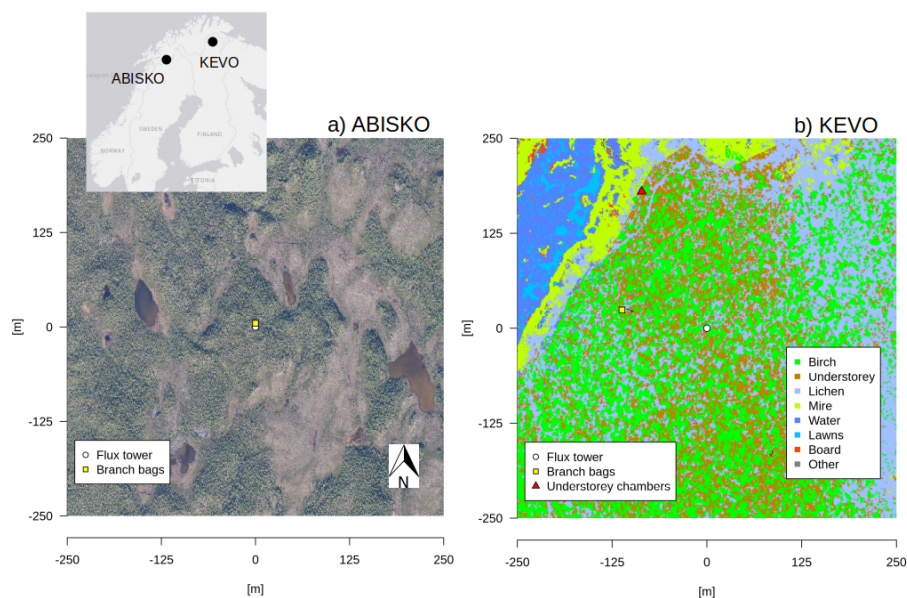 ABISKO
KEVO
SWEDEN
FINLAND
NORWAY
ESTONIA
a) ABISKO
250
125
0
-125
-250
[m]
Flux tower
Branch bags
N
-250
-125
0
125
250
[m]
b) KEVO
250
125
0
-125
-250
[m]
Birch
Understorey
Lichen
Mire
Water
Lawns
Board
Other
Flux tower
Branch bags
Understorey chambers
-250
-125
0
125
250
[m]